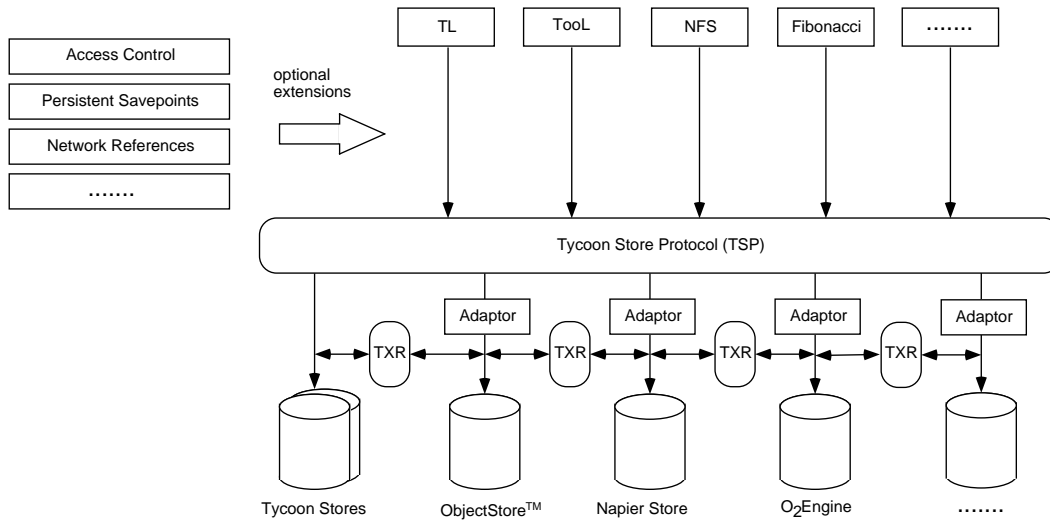 TL
TooL
NFS
Fibonacci
.......
Access Control
Persistent Savepoints
Network References
.......
optional
extensions
Tycoon Store Protocol (TSP)
Adaptor
Adaptor
Adaptor
Adaptor
TXR
TXR
TXR
TXR
Tycoon Stores
ObjectStore™
Napier Store
O2Engine
.......